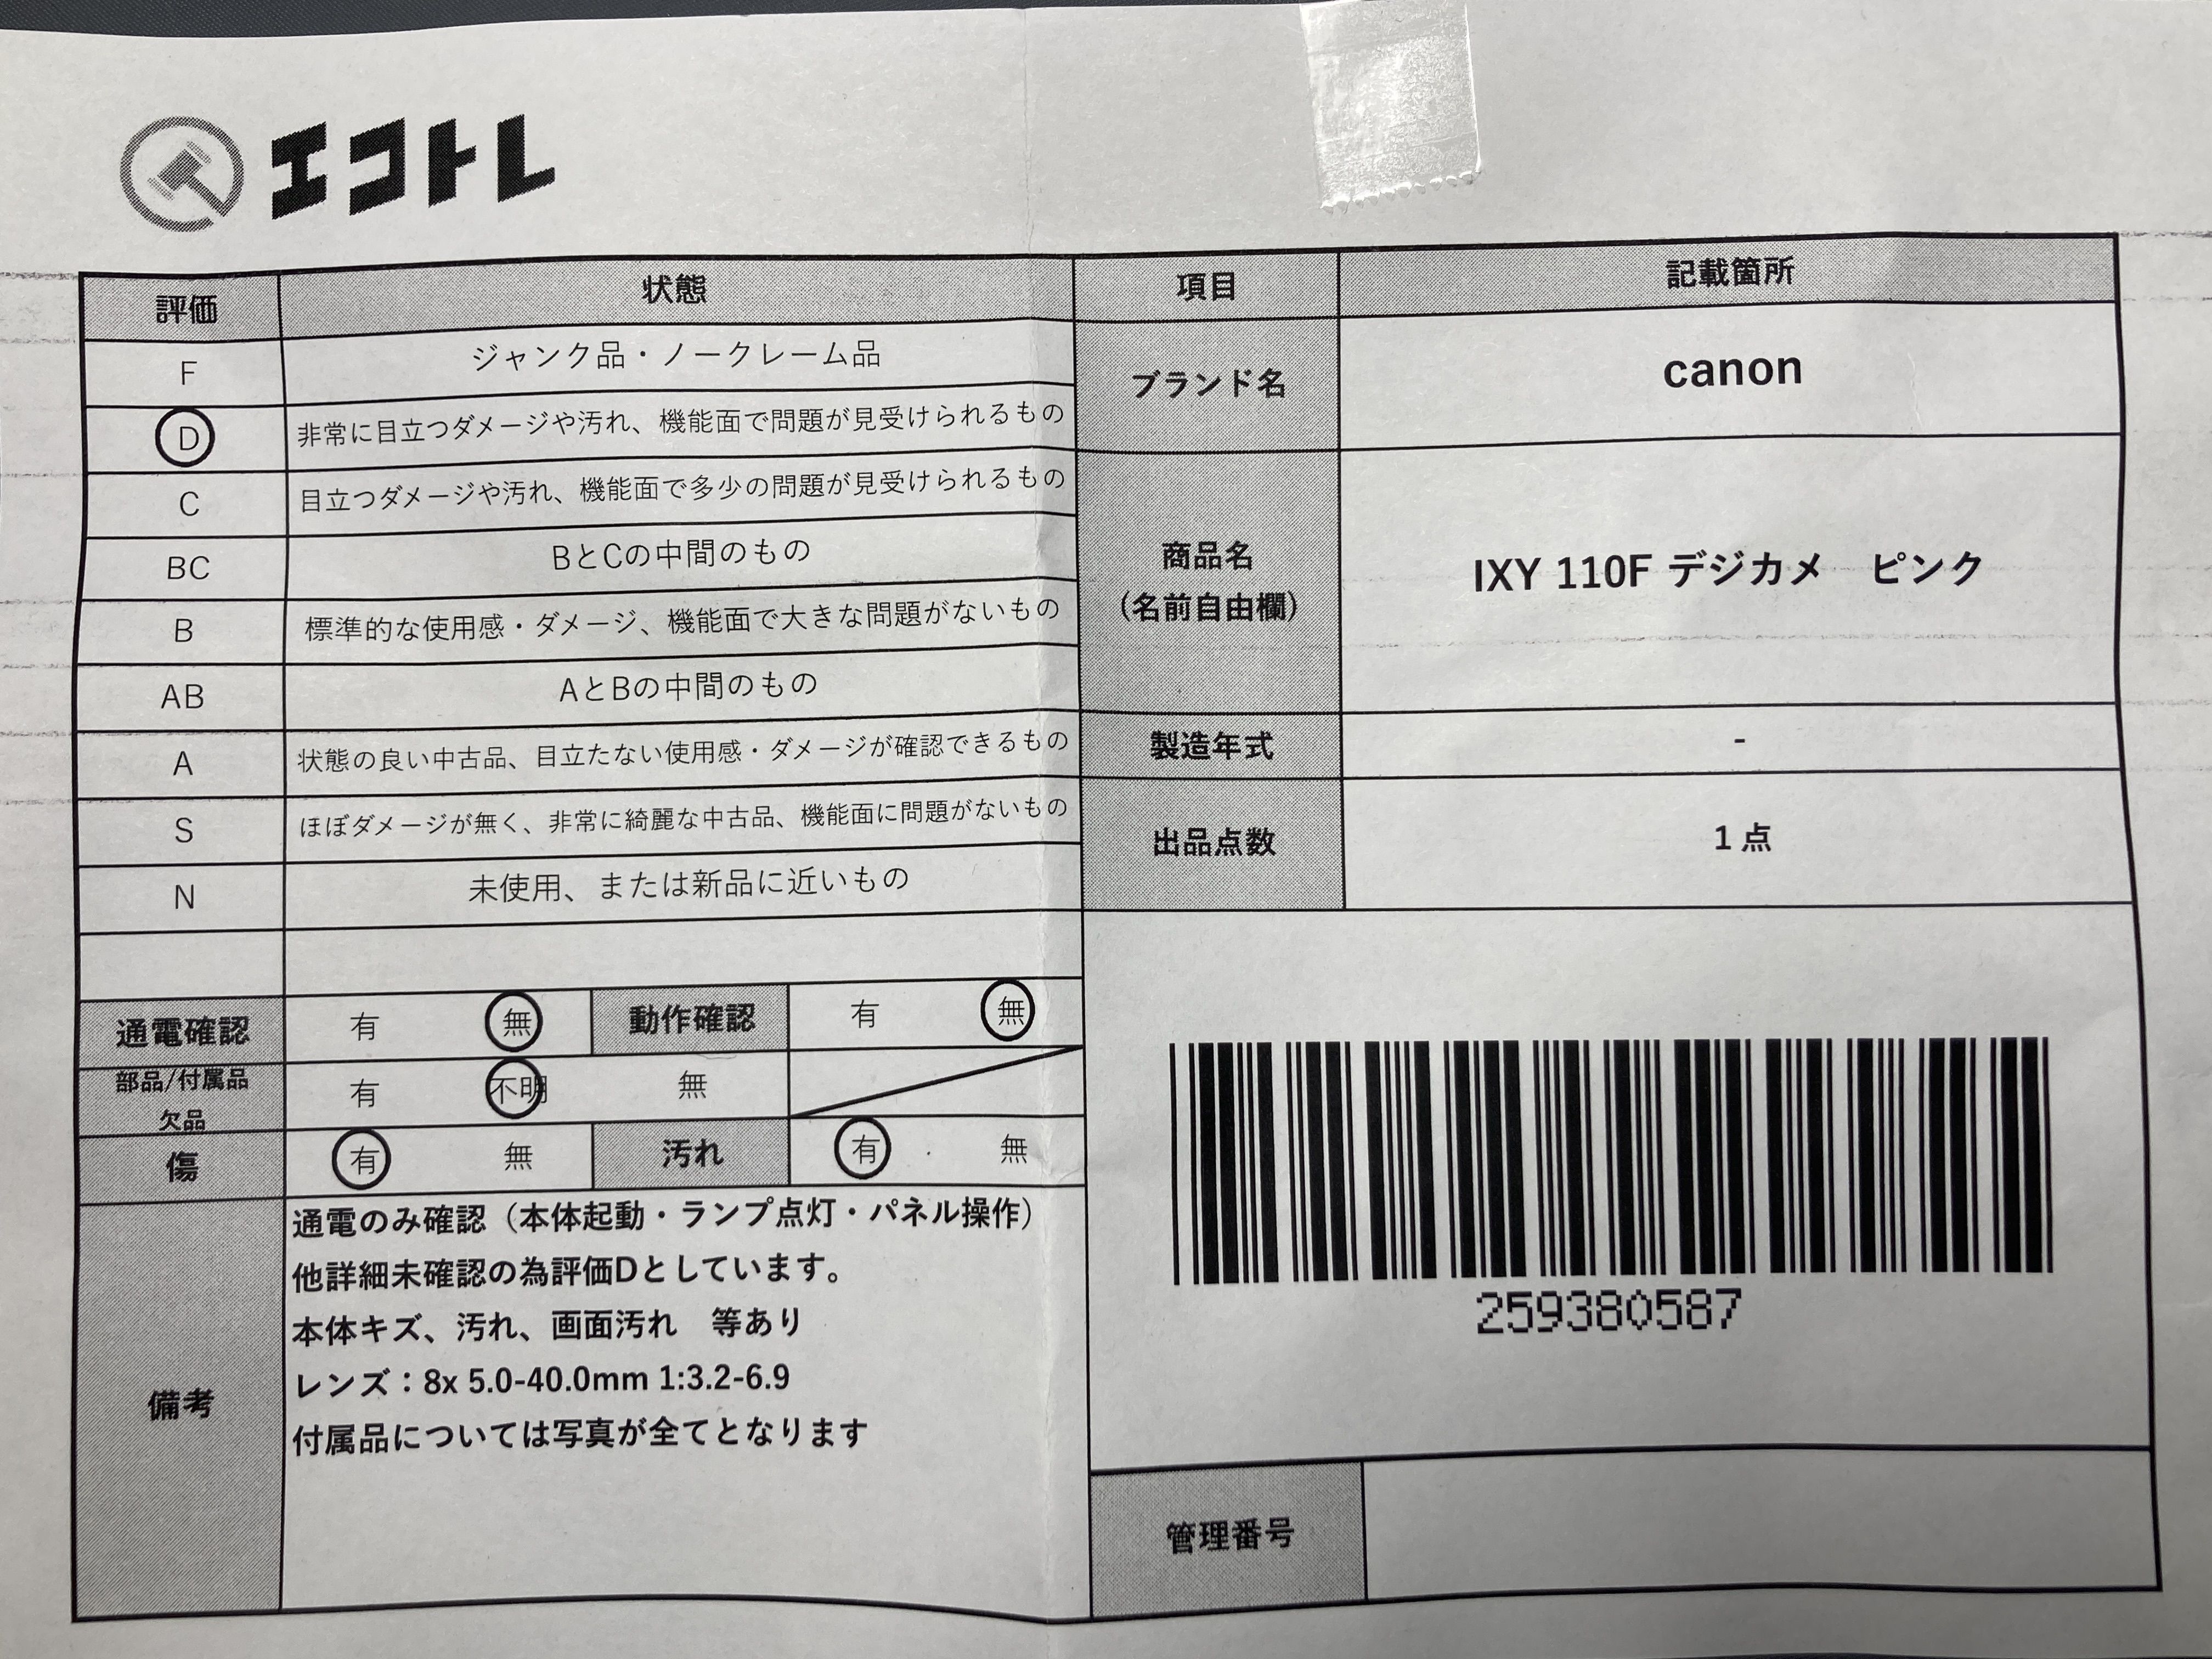 エコトレ
評価 状態
F ジャンク品・ノークレーム品
D 非常に目立つダメージや汚れ、機能面で問題が見受けられるもの
C 目立つダメージや汚れ、機能面で多少の問題が見受けられるもの
BC BとCの中間のもの
B 標準的な使用感・ダメージ、機能面で大きな問題がないもの
AB AとBの中間のもの
A 状態の良い中古品、目立たない使用感・ダメージが確認できるもの
S ほぼダメージが無く、非常に綺麗な中古品、機能面に問題がないもの
N 未使用、または新品に近いもの
通電確認 有 無 動作確認 有 無
部品/付属品
欠品 有 不明 無
傷 有 無 汚れ 有 無
備考
通電のみ確認（本体起動・ランプ点灯・パネル操作）
他詳細未確認の為評価Dとしています。
本体キズ、汚れ、画面汚れ　等あり
レンズ：8x 5.0-40.0mm 1:3.2-6.9
付属品については写真が全てとなります
項目 記載箇所
ブランド名 canon
商品名
(名前自由欄) IXY 110F デジカメ　ピンク
製造年式 -
出品点数 1 点
259380587
管理番号